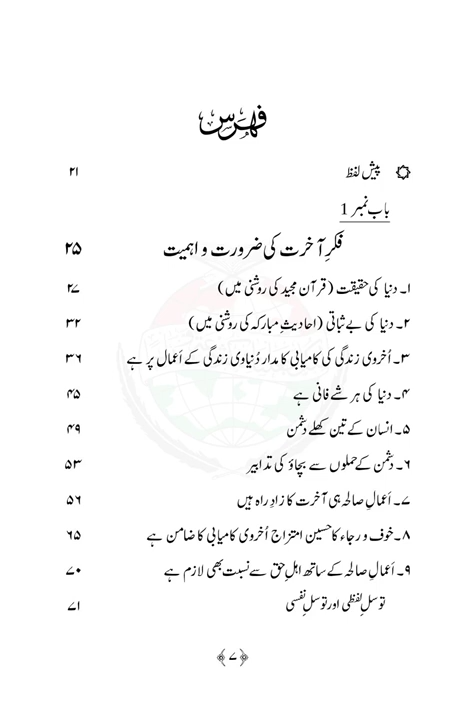 فہرس
۞ پیش لفظ ۲۱
باب نمبر 1
فکرِ آخرت کی ضرورت و اہمیت ۲۵
۱۔ دنیا کی حقیقت (قرآن مجید کی روشنی میں) ۲۷
۲۔ دنیا کی بے ثباتی (احادیثِ مبارکہ کی روشنی میں) ۳۲
۳۔ اُخروی زندگی کی کامیابی کا مدار دُنیاوی زندگی کے اَعمال پر ہے ۳۶
۴۔ دنیا کی ہر شے فانی ہے ۴۵
۵۔ انسان کے تین کھلے دشمن ۴۹
۶۔ دشمن کے حملوں سے بچاؤ کی تدابیر ۵۳
۷۔ اَعمالِ صالحہ ہی آخرت کا زادِ راہ ہیں ۵۶
۸۔ خوف و رجاء کا حسین امتزاج اُخروی کامیابی کا ضامن ہے ۶۵
۹۔ اَعمالِ صالحہ کے ساتھ اہلِ حق سے نسبت بھی لازم ہے ۷۰
توسلِ لفظی اور توسلِ نفسی ۷۱
﴿۷﴾